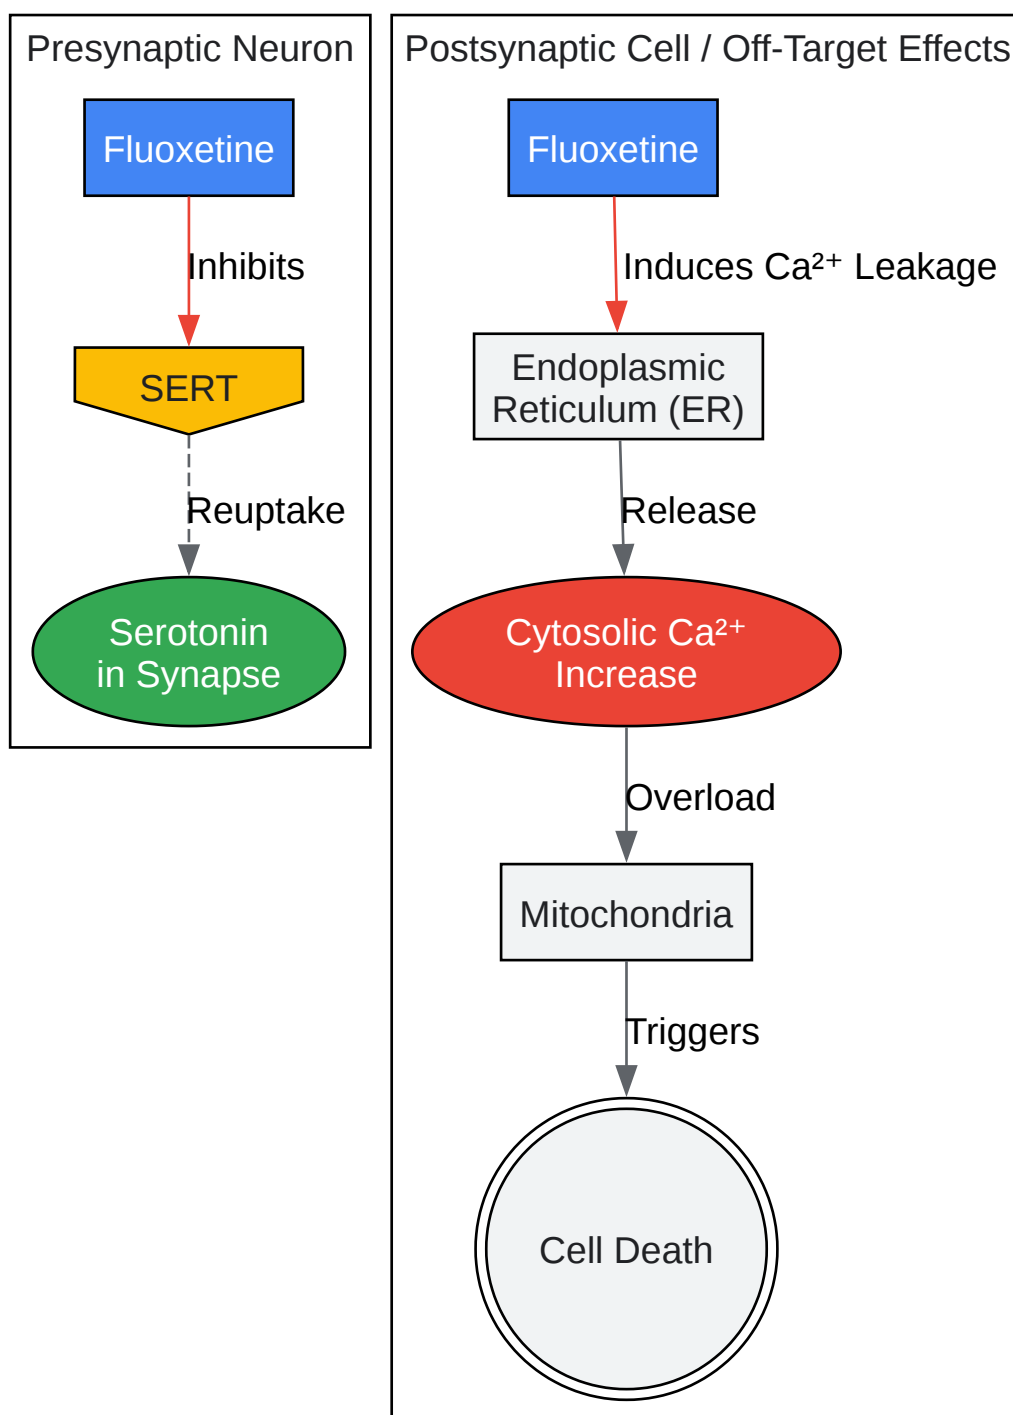 Presynaptic Neuron
Fluoxetine
Inhibits
SERT
Reuptake
Serotonin
in Synapse
Postsynaptic Cell / Off-Target Effects
Fluoxetine
Induces Ca²⁺ Leakage
Endoplasmic
Reticulum (ER)
Release
Cytosolic Ca²⁺
Increase
Overload
Mitochondria
Triggers
Cell Death